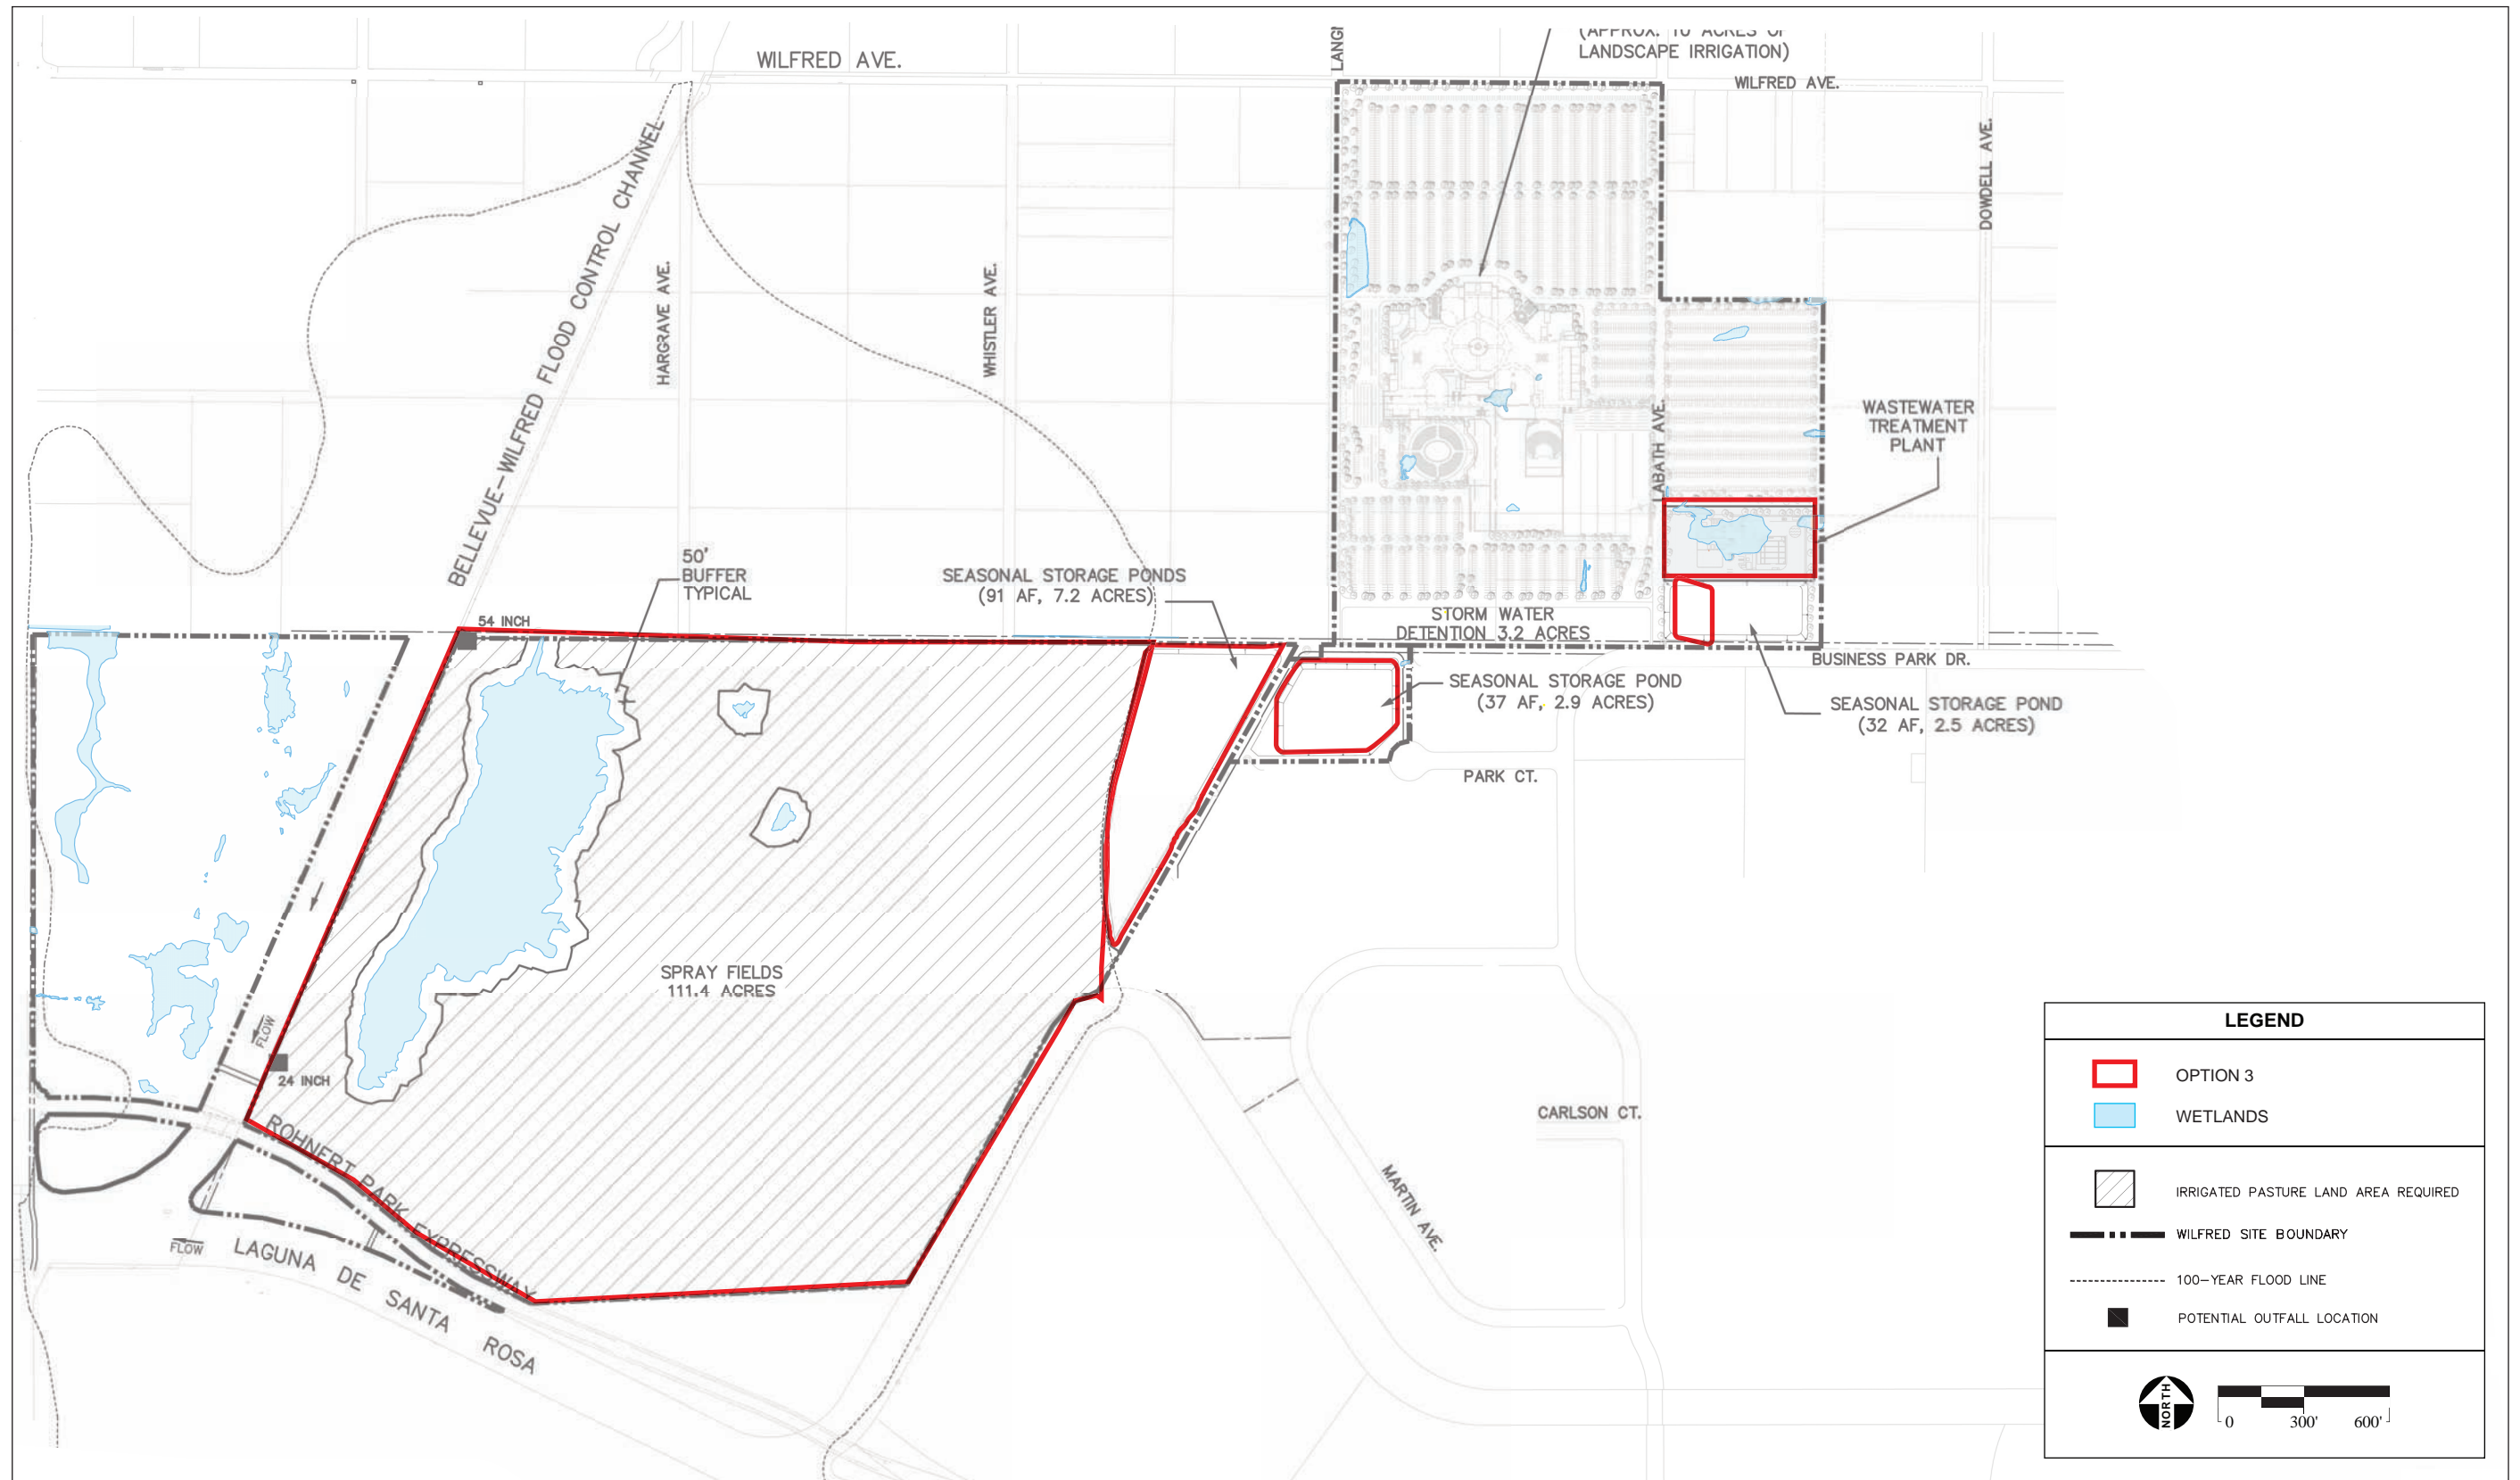 WILFRED AVE.
(APPROX. 10 ACRES OF
LANDSCAPE IRRIGATION)
WILFRED AVE.
DOWDELL AVE.
BELLEVUE-WILFRED FLOOD CONTROL CHANNEL
HARGRAVE AVE.
WHISTLER AVE.
LABATH AVE.
WASTEWATER
TREATMENT
PLANT
50'
BUFFER
TYPICAL
SEASONAL STORAGE PONDS
(91 AF, 7.2 ACRES)
54 INCH
STORM WATER
DETENTION 3.2 ACRES
BUSINESS PARK DR.
SEASONAL STORAGE POND
(37 AF, 2.9 ACRES)
SEASONAL STORAGE POND
(32 AF, 2.5 ACRES)
PARK CT.
SPRAY FIELDS
111.4 ACRES
FLOW
24 INCH
ROHNERT PARK EXPRESSWAY
FLOW
LAGUNA DE SANTA ROSA
CARLSON CT.
MARTIN AVE.
LEGEND
OPTION 3
WETLANDS
IRRIGATED PASTURE LAND AREA REQUIRED
WILFRED SITE BOUNDARY
100-YEAR FLOOD LINE
POTENTIAL OUTFALL LOCATION
NORTH
0 300' 600'